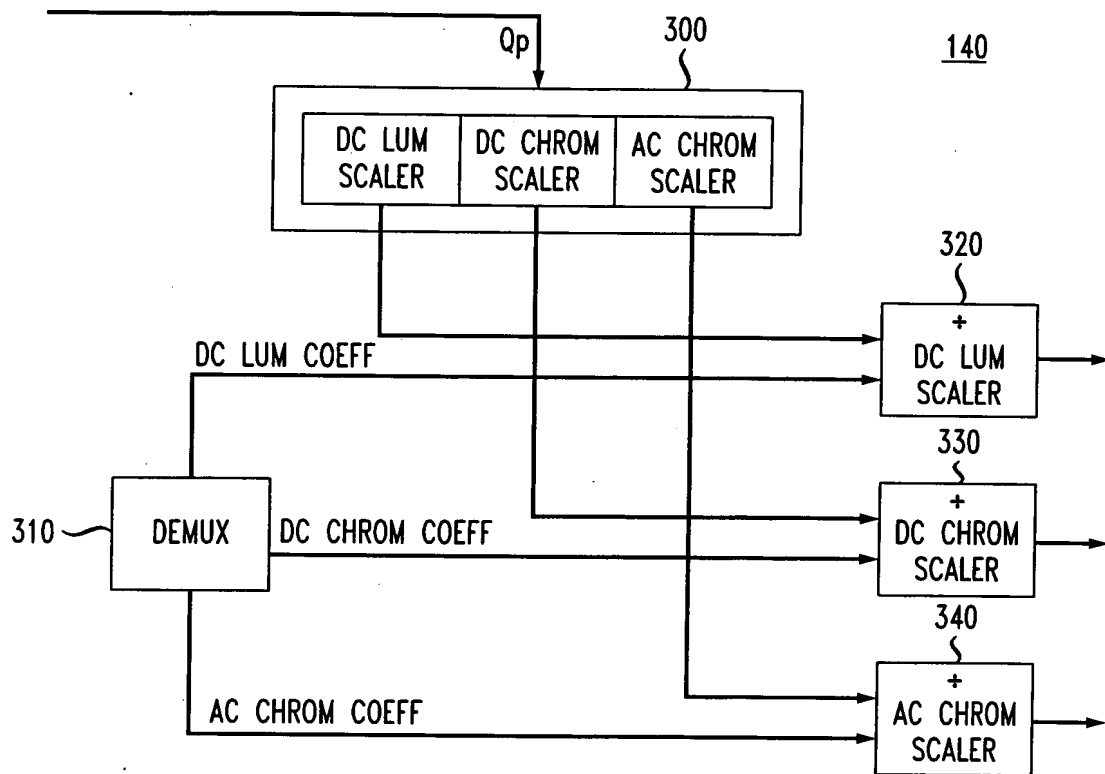 Qp
300
140
DC LUM
SCALER
DC CHROM
SCALER
AC CHROM
SCALER
320
+
DC LUM
SCALER
DC LUM COEFF
330
310
DEMUX
DC CHROM COEFF
+
DC CHROM
SCALER
340
+
AC CHROM
SCALER
AC CHROM COEFF